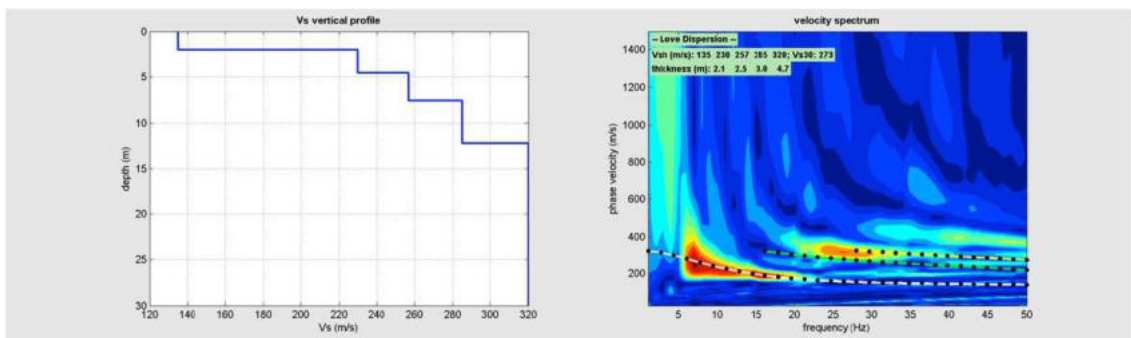 Vs vertical profile
0
5
10
15
20
25
30
depth (m)
120 140 160 180 200 220 240 260 280 300 320
Vs (m/s)
velocity spectrum
-- Love Dispersion --
Vsh (m/s): 135 230 257 285 320; Vs30: 273
thickness (m): 2.1 2.5 3.0 4.7
1400
1200
1000
800
600
400
200
phase velocity (m/s)
5 10 15 20 25 30 35 40 45 50
frequency (Hz)